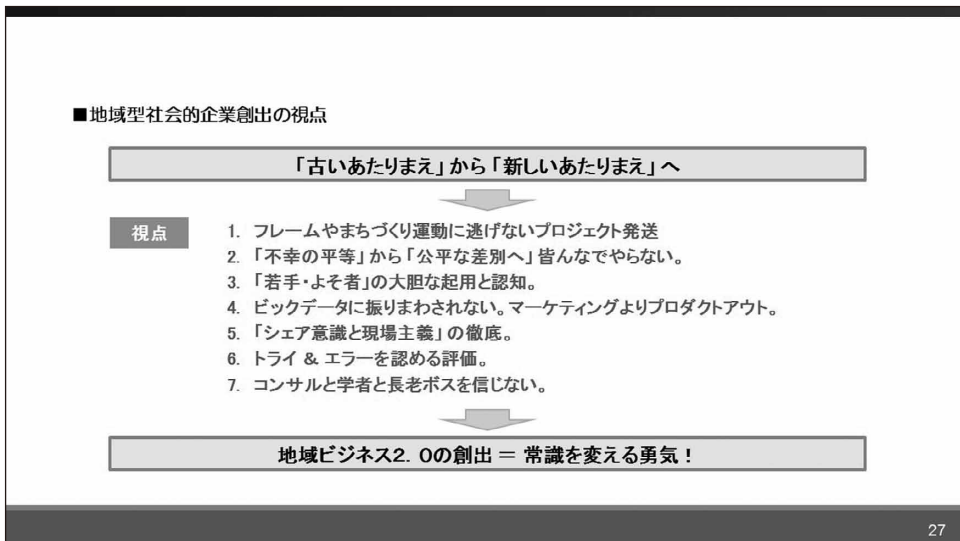 ■地域型社会的企業創出の視点
「古いあたりまえ」から「新しいあたりまえ」へ
視点
1. フレームやまちづくり運動に逃げないプロジェクト発送
2. 「不幸の平等」から「公平な差別へ」皆んなでやらない。
3. 「若手・よそ者」の大胆な起用と認知。
4. ビックデータに振りまわされない。マーケティングよりプロダクトアウト。
5. 「シェア意識と現場主義」の徹底。
6. トライ & エラーを認める評価。
7. コンサルと学者と長老ボスを信じない。
地域ビジネス2．0の創出 ＝ 常識を変える勇気！
27